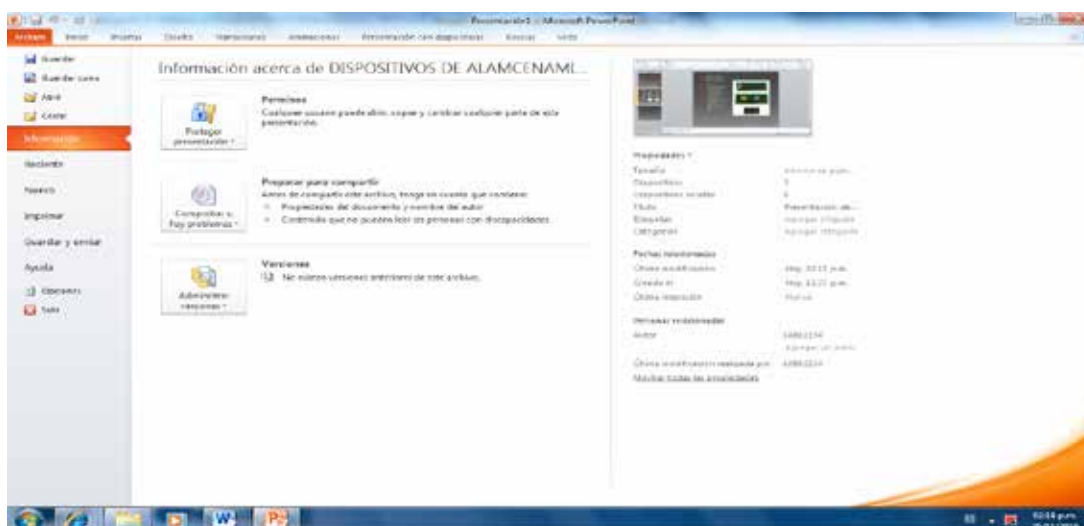 Presentación1 - Microsoft PowerPoint
Archivo Inicio Insertar Diseño Transiciones Animaciones Presentación con diapositivas Revisar Vista
Guardar
Guardar como
Abrir
Cerrar
Información
Reciente
Nuevo
Imprimir
Guardar y enviar
Ayuda
Opciones
Salir
Información acerca de DISPOSITIVOS DE ALAMCENAMI...
Proteger presentación
Permisos
Cualquier usuario puede abrir, copiar y cambiar cualquier parte de esta
presentación.
Comprobar si hay problemas
Preparar para compartir
Antes de compartir este archivo, tenga en cuenta que contiene:
Propiedades del documento y nombre del autor
Contenido que no pueden leer las personas con discapacidades
Administrar versiones
Versiones
No existen versiones anteriores de este archivo.
Propiedades
Tamaño
Diapositivas 5
Diapositivas ocultas 0
Título Presentación de...
Etiquetas Agregar etiqueta
Categorías Agregar categoría
Fechas relacionadas
Última modificación
Creado el
Última impresión Nunca
Personas relacionadas
Autor
Agregar un autor
Última modificación realizada por
Mostrar todas las propiedades